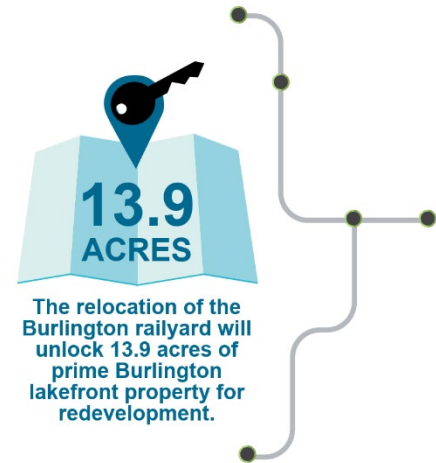 13.9
ACRES
The relocation of the
Burlington railyard will
unlock 13.9 acres of
prime Burlington
lakefront property for
redevelopment.